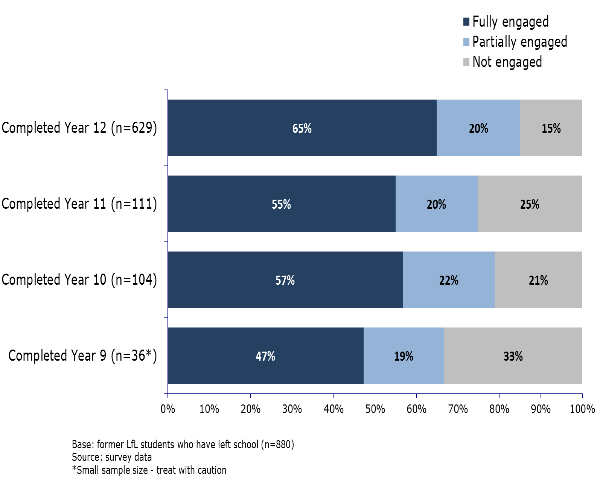 Fully engaged
Partially engaged
Not engaged
Completed Year 12 (n=629)
65% 20% 15%
Completed Year 11 (n=111)
55% 20% 25%
Completed Year 10 (n=104)
57% 22% 21%
Completed Year 9 (n=36*)
47% 19% 33%
0% 10% 20% 30% 40% 50% 60% 70% 80% 90% 100%
Base: former LfL students who have left school (n=880)
Source: survey data
*Small sample size - treat with caution